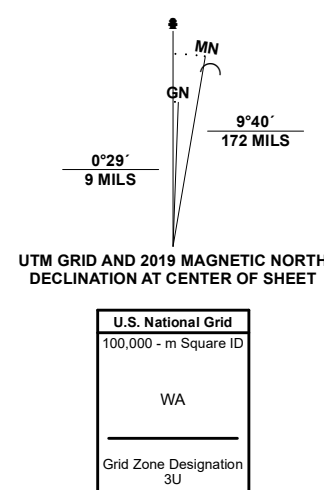 MN
GN
9°40´
172 MILS
0°29´
9 MILS
UTM GRID AND 2019 MAGNETIC NORTH
DECLINATION AT CENTER OF SHEET
U.S. National Grid
100,000 - m Square ID
WA
Grid Zone Designation
3U